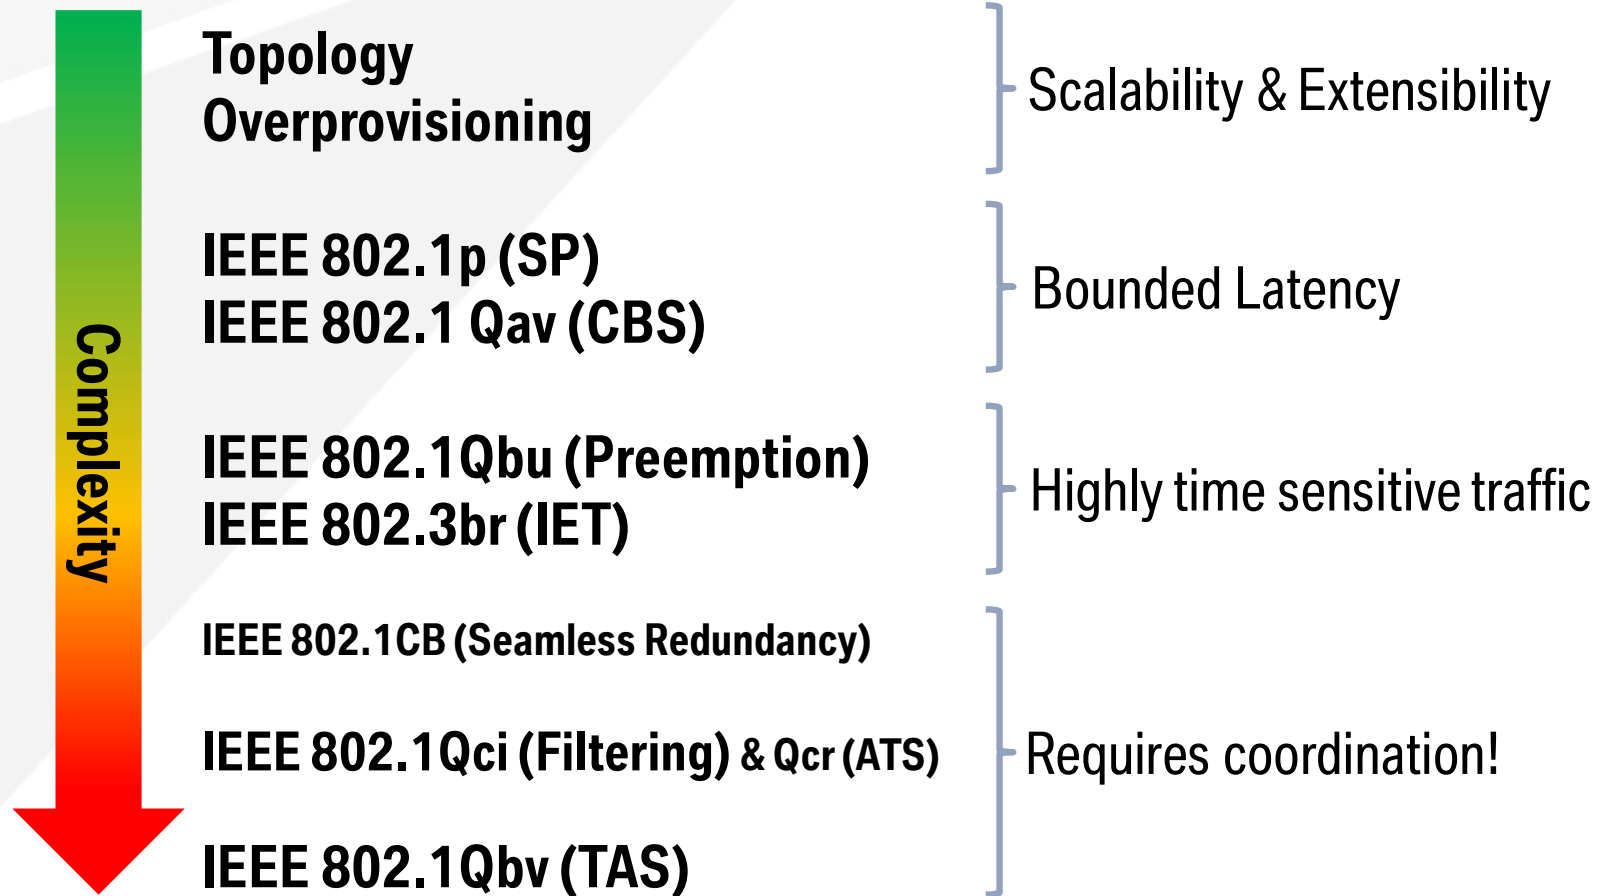 Topology
Overprovisioning
Scalability & Extensibility
IEEE 802.1p (SP)
IEEE 802.1 Qav (CBS)
Bounded Latency
Complexity
IEEE 802.1Qbu (Preemption)
IEEE 802.3br (IET)
Highly time sensitive traffic
IEEE 802.1CB (Seamless Redundancy)
IEEE 802.1Qci (Filtering) & Qcr (ATS)
Requires coordination!
IEEE 802.1Qbv (TAS)